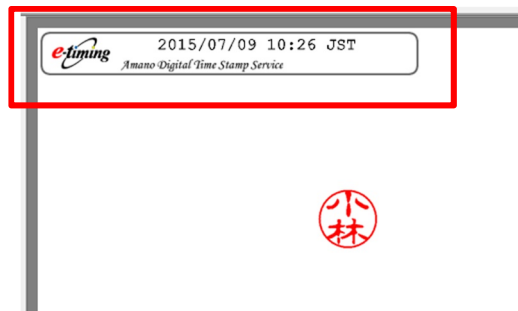 e-timing
2015/07/09 10:26 JST
Amano Digital Time Stamp Service
小林